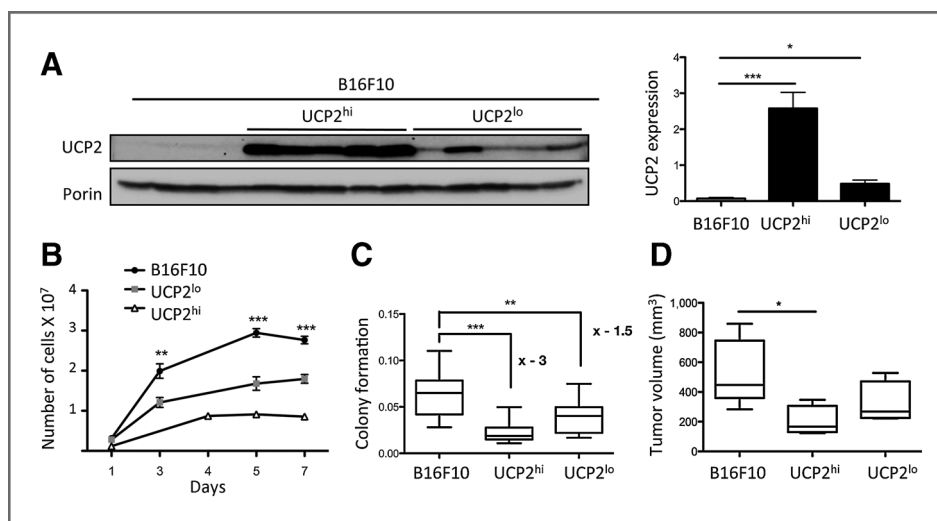 A
B16F10
UCP2hi
UCP2lo
UCP2
Porin
UCP2 expression
4
3
2
1
0
*
***
B16F10
UCP2hi
UCP2lo
B
B16F10
UCP2lo
UCP2hi
Number of cells X 10⁷
4
3
2
1
**
***
***
1
3
4
5
7
Days
C
Colony formation
0.15
0.10
0.05
0.00
**
***
x - 3
x - 1.5
B16F10
UCP2hi
UCP2lo
D
Tumor volume (mm³)
1,000
800
600
400
200
0
*
B16F10
UCP2hi
UCP2lo